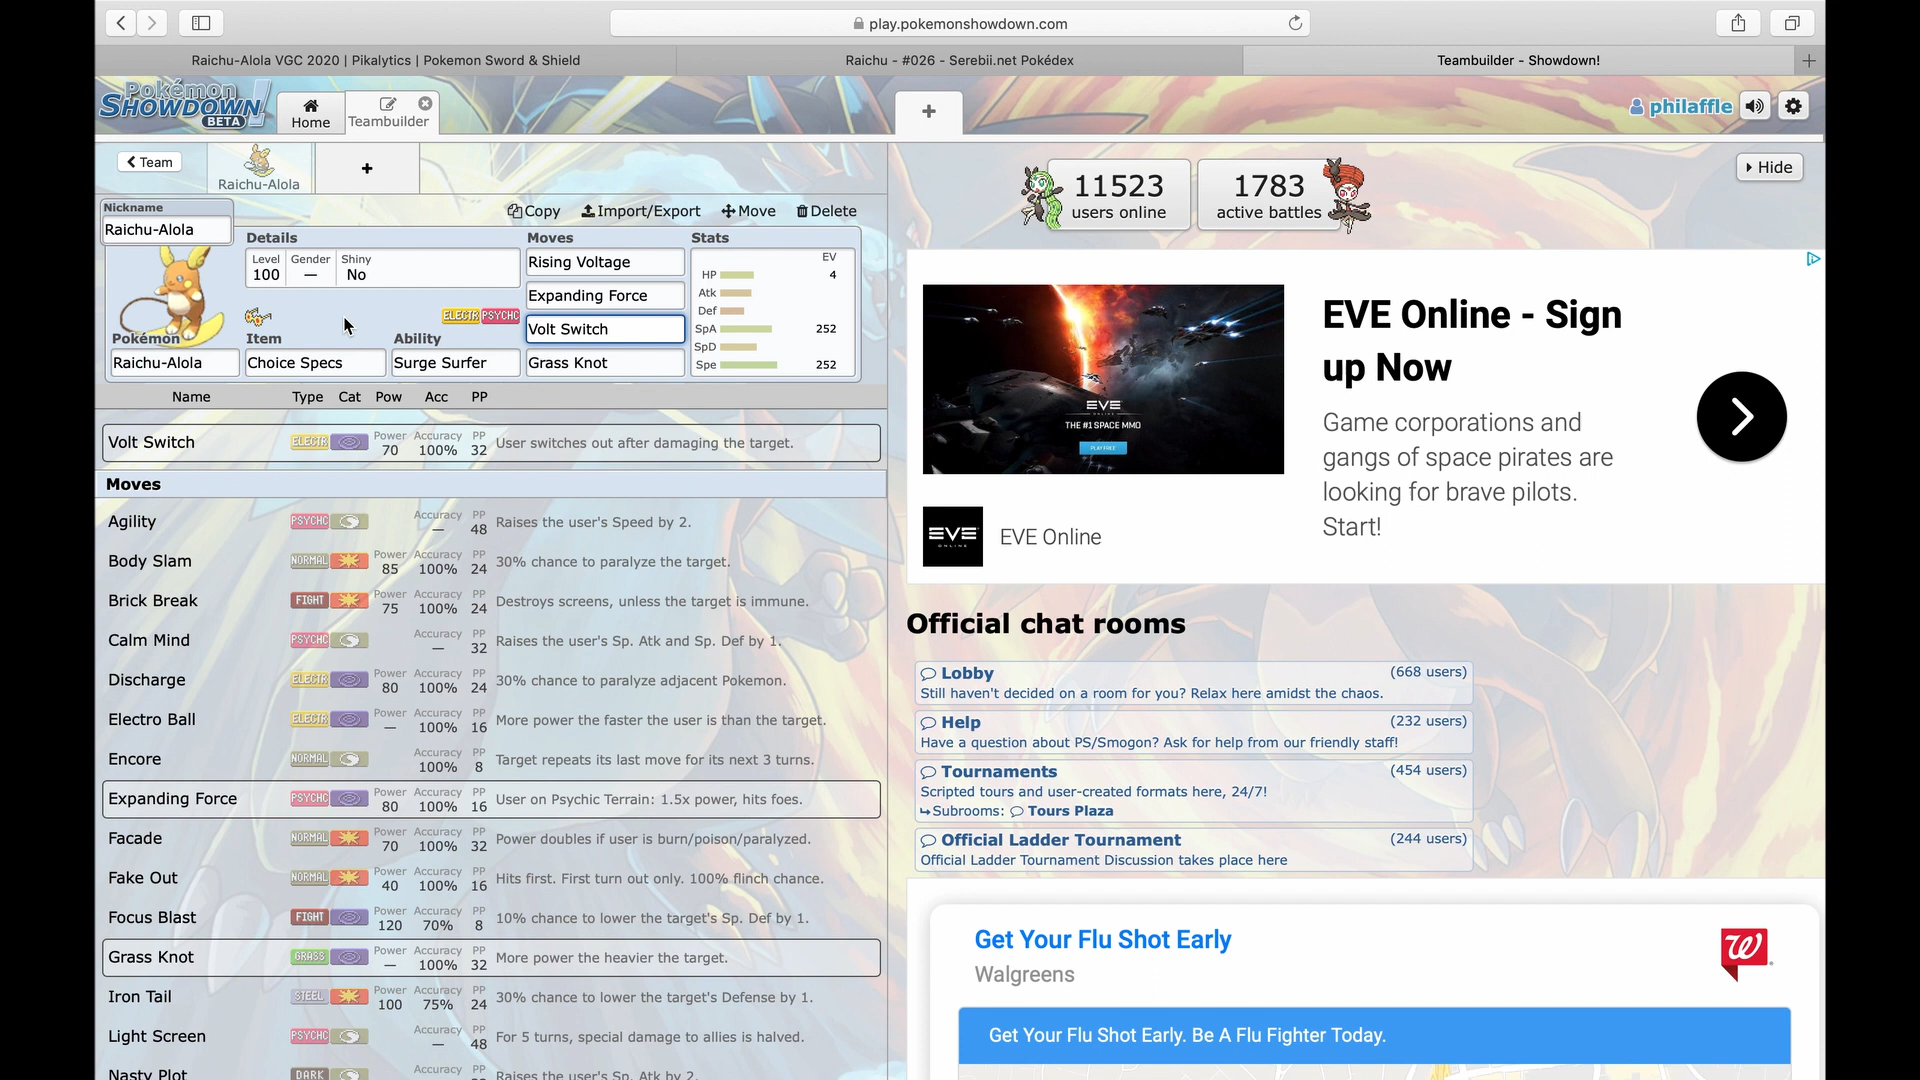 play.pokemonshowdown.com
Raichu-Alola VGC 2020 | Pikalytics | Pokemon Sword & Shield
Raichu - #026 - Serebii.net Pokédex
Teambuilder - Showdown!
Pokémon
SHOWDOWN!
BETA
Home
Teambuilder
+
philaffle
Team
Raichu-Alola
+
Nickname
Raichu-Alola
Copy
Import/Export
Move
Delete
Details
Level
100
Gender
—
Shiny
No
ELECTR PSYCHC
Pokémon
Raichu-Alola
Item
Choice Specs
Ability
Surge Surfer
Moves
Rising Voltage
Expanding Force
Volt Switch
Grass Knot
Stats
EV
HP 4
Atk
Def
SpA 252
SpD
Spe 252
Name Type Cat Pow Acc PP
Volt Switch ELECTR Power 70 Accuracy 100% PP 32 User switches out after damaging the target.
Moves
Agility PSYCHC Accuracy — PP 48 Raises the user's Speed by 2.
Body Slam NORMAL Power 85 Accuracy 100% PP 24 30% chance to paralyze the target.
Brick Break FIGHT Power 75 Accuracy 100% PP 24 Destroys screens, unless the target is immune.
Calm Mind PSYCHC Accuracy — PP 32 Raises the user's Sp. Atk and Sp. Def by 1.
Discharge ELECTR Power 80 Accuracy 100% PP 24 30% chance to paralyze adjacent Pokemon.
Electro Ball ELECTR Power — Accuracy 100% PP 16 More power the faster the user is than the target.
Encore NORMAL Accuracy 100% PP 8 Target repeats its last move for its next 3 turns.
Expanding Force PSYCHC Power 80 Accuracy 100% PP 16 User on Psychic Terrain: 1.5x power, hits foes.
Facade NORMAL Power 70 Accuracy 100% PP 32 Power doubles if user is burn/poison/paralyzed.
Fake Out NORMAL Power 40 Accuracy 100% PP 16 Hits first. First turn out only. 100% flinch chance.
Focus Blast FIGHT Power 120 Accuracy 70% PP 8 10% chance to lower the target's Sp. Def by 1.
Grass Knot GRASS Power — Accuracy 100% PP 32 More power the heavier the target.
Iron Tail STEEL Power 100 Accuracy 75% PP 24 30% chance to lower the target's Defense by 1.
Light Screen PSYCHC Accuracy — PP 48 For 5 turns, special damage to allies is halved.
Nasty Plot DARK Accuracy PP Raises the user's Sp. Atk by 2.
11523
users online
1783
active battles
Hide
EVE
ONLINE
THE #1 SPACE MMO
PLAY FREE
EVE Online - Sign
up Now
Game corporations and
gangs of space pirates are
looking for brave pilots.
Start!
EVE
ONLINE
EVE Online
Official chat rooms
Lobby (668 users)
Still haven't decided on a room for you? Relax here amidst the chaos.
Help (232 users)
Have a question about PS/Smogon? Ask for help from our friendly staff!
Tournaments (454 users)
Scripted tours and user-created formats here, 24/7!
Subrooms: Tours Plaza
Official Ladder Tournament (244 users)
Official Ladder Tournament Discussion takes place here
Get Your Flu Shot Early
Walgreens
W
Get Your Flu Shot Early. Be A Flu Fighter Today.